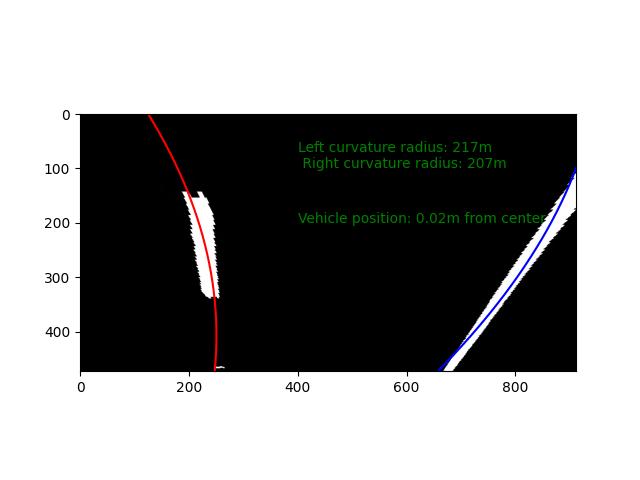 0
100
200
300
400
Left curvature radius: 217m
Right curvature radius: 207m
Vehicle position: 0.02m from center
0 200 400 600 800